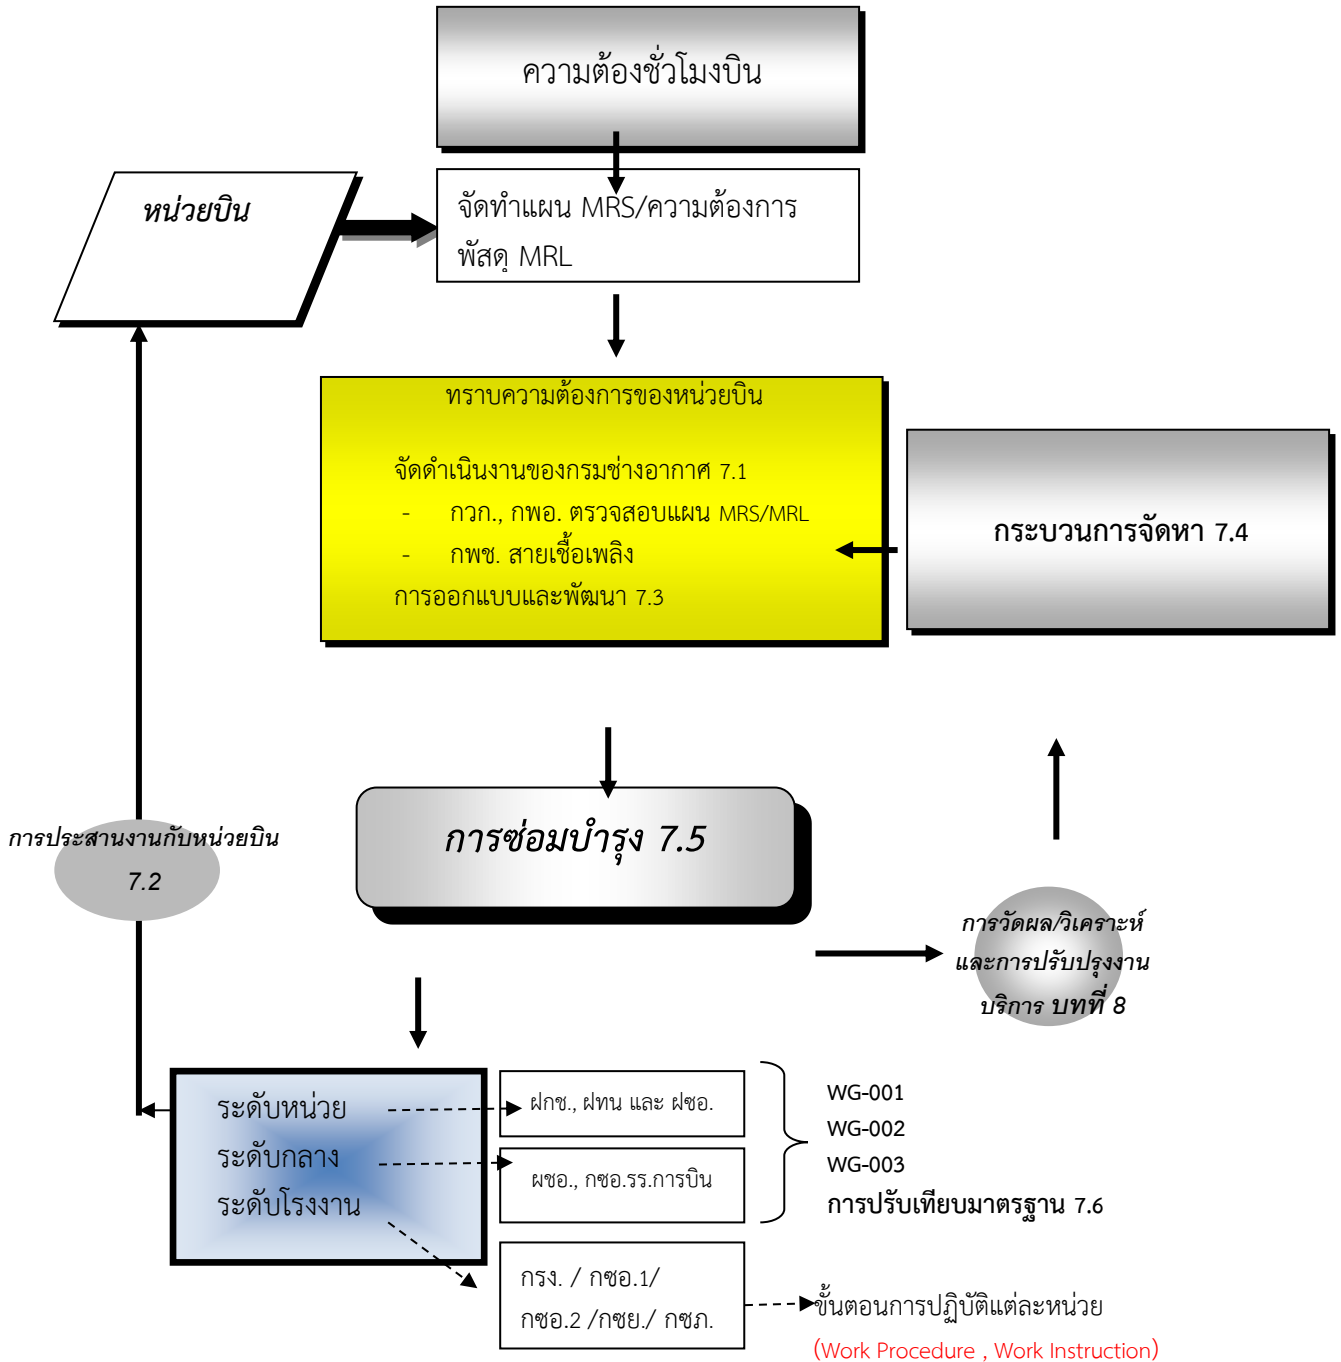 ความต้องชั่วโมงบิน
หน่วยบิน
จัดทำแผน MRS/ความต้องการ
พัสดุ MRL
ทราบความต้องการของหน่วยบิน
จัดดำเนินงานของกรมช่างอากาศ 7.1
- กวก., กพอ. ตรวจสอบแผน MRS/MRL
- กพช. สายเชื้อเพลิง
การออกแบบและพัฒนา 7.3
กระบวนการจัดหา 7.4
การซ่อมบำรุง 7.5
การประสานงานกับหน่วยบิน
7.2
การวัดผล/วิเคราะห์
และการปรับปรุงงาน
บริการ บทที่ 8
ระดับหน่วย
ระดับกลาง
ระดับโรงงาน
ฝกช., ฝทน และ ฝซอ.
ผชอ., กซอ.รร.การบิน
WG-001
WG-002
WG-003
การปรับเทียบมาตรฐาน 7.6
กรง. / กซอ.1/
กซอ.2 /กซย./ กซภ.
ขั้นตอนการปฏิบัติแต่ละหน่วย
(Work Procedure , Work Instruction)